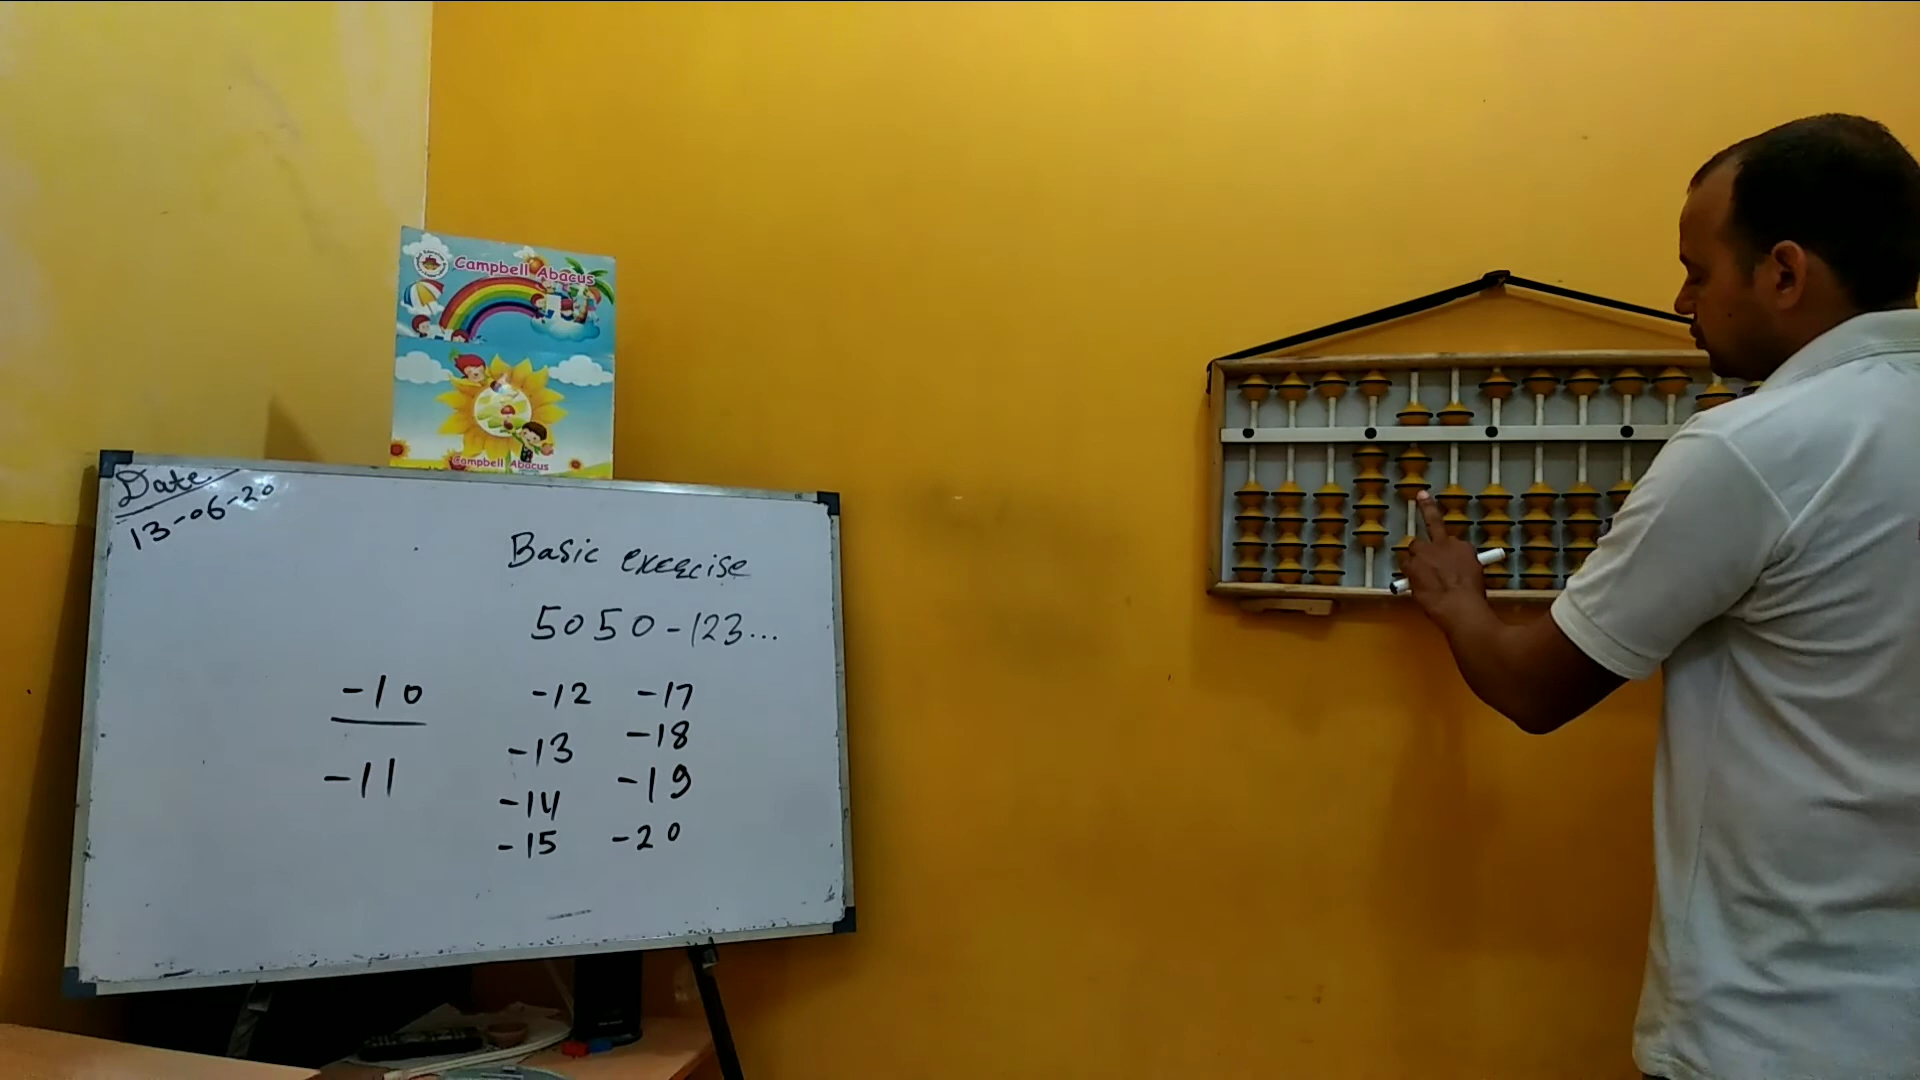 Campbell Abacus
Campbell Abacus
Date
13-06-20
Basic exercise
5050-123...
-10
-11
-12 -17
-13 -18
-14 -19
-15 -20